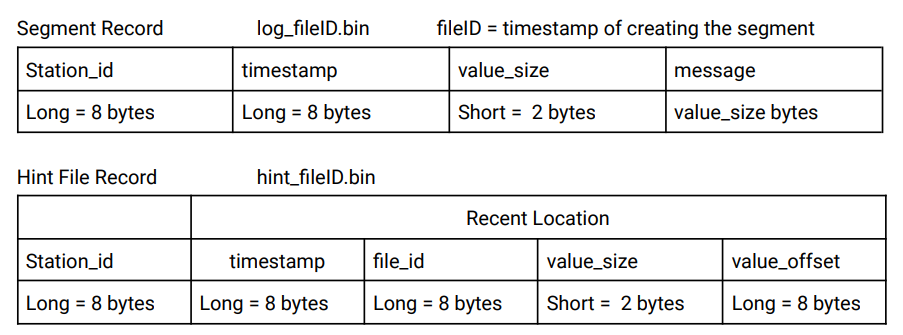 Segment Record log_fileID.bin fileID = timestamp of creating the segment
Station_id timestamp value_size message
Long = 8 bytes Long = 8 bytes Short = 2 bytes value_size bytes
Hint File Record hint_fileID.bin
Recent Location
Station_id timestamp file_id value_size value_offset
Long = 8 bytes Long = 8 bytes Long = 8 bytes Short = 2 bytes Long = 8 bytes